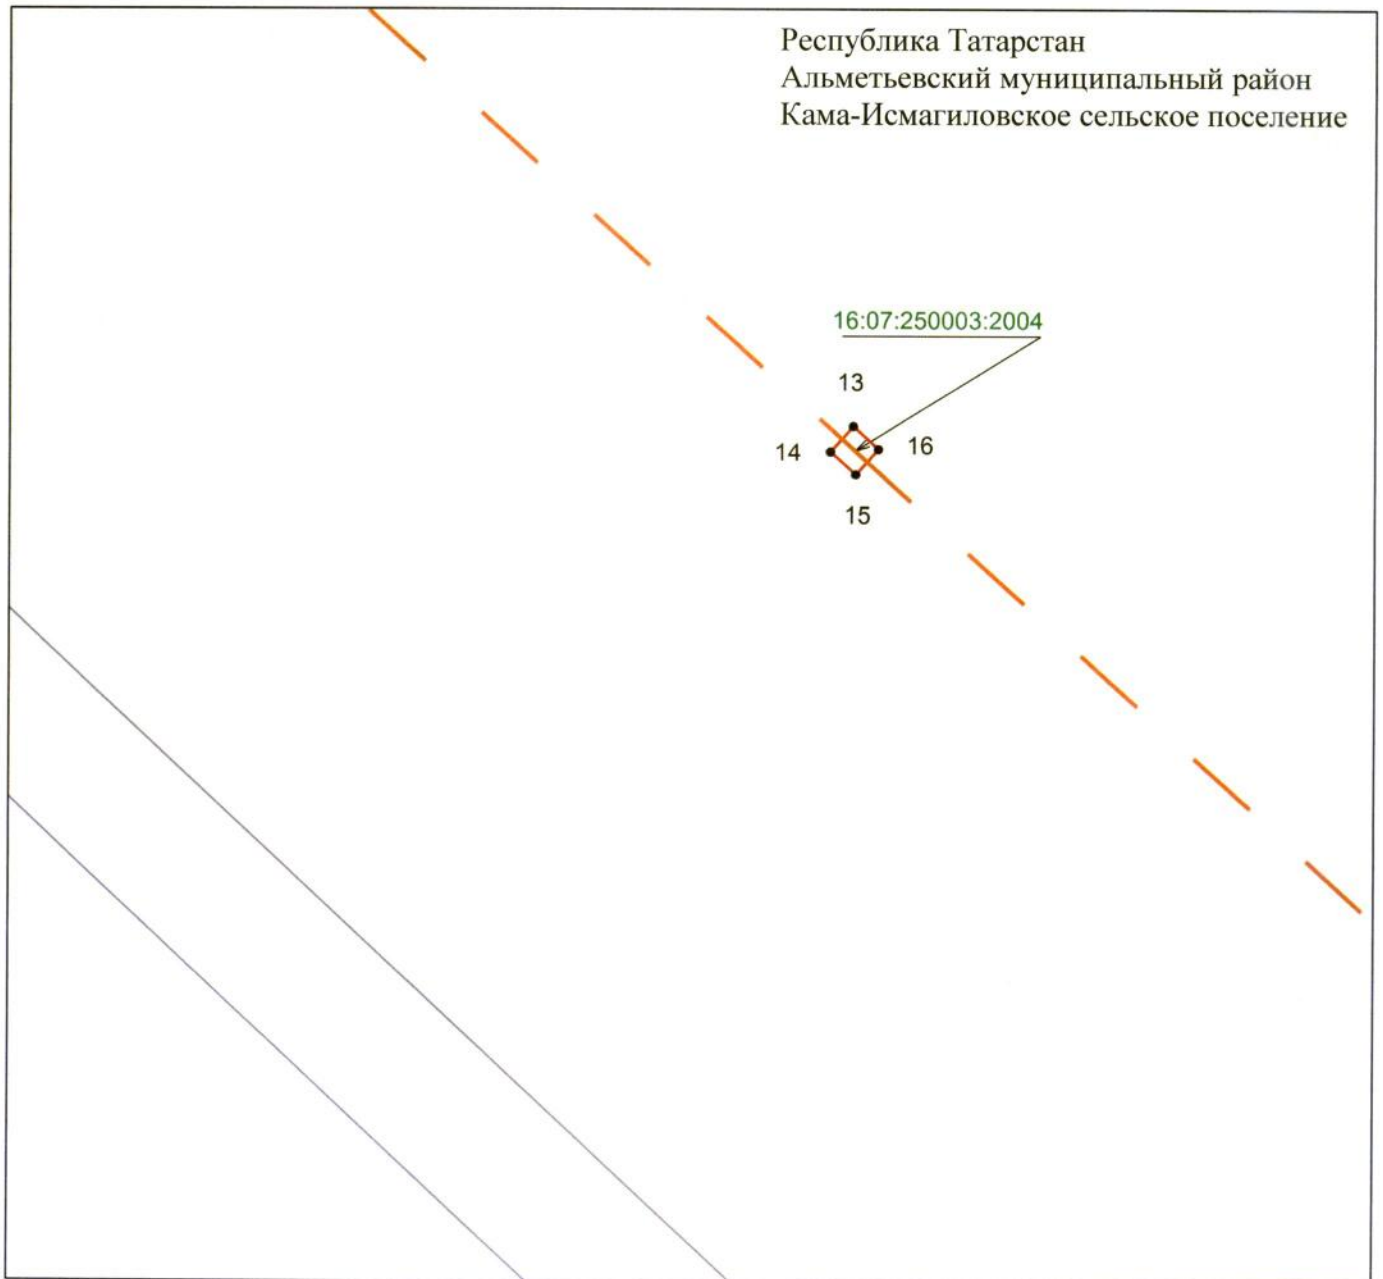 Республика Татарстан
Альметьевский муниципальный район
Кама-Исмагиловское сельское поселение
16:07:250003:2004
13
14
16
15